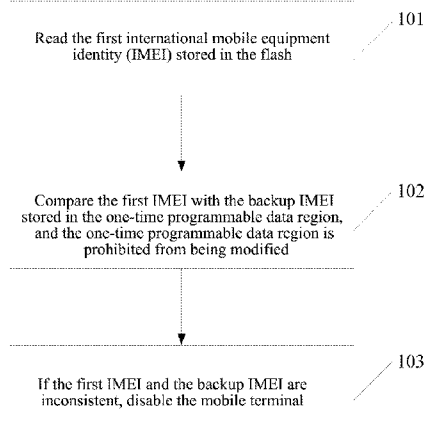 101
Read the first international mobile equipment
identity (IMEI) stored in the flash
102
Compare the first IMEI with the backup IMEI
stored in the one-time programmable data region,
and the one-time programmable data region is
prohibited from being modified
103
If the first IMEI and the backup IMEI are
inconsistent, disable the mobile terminal